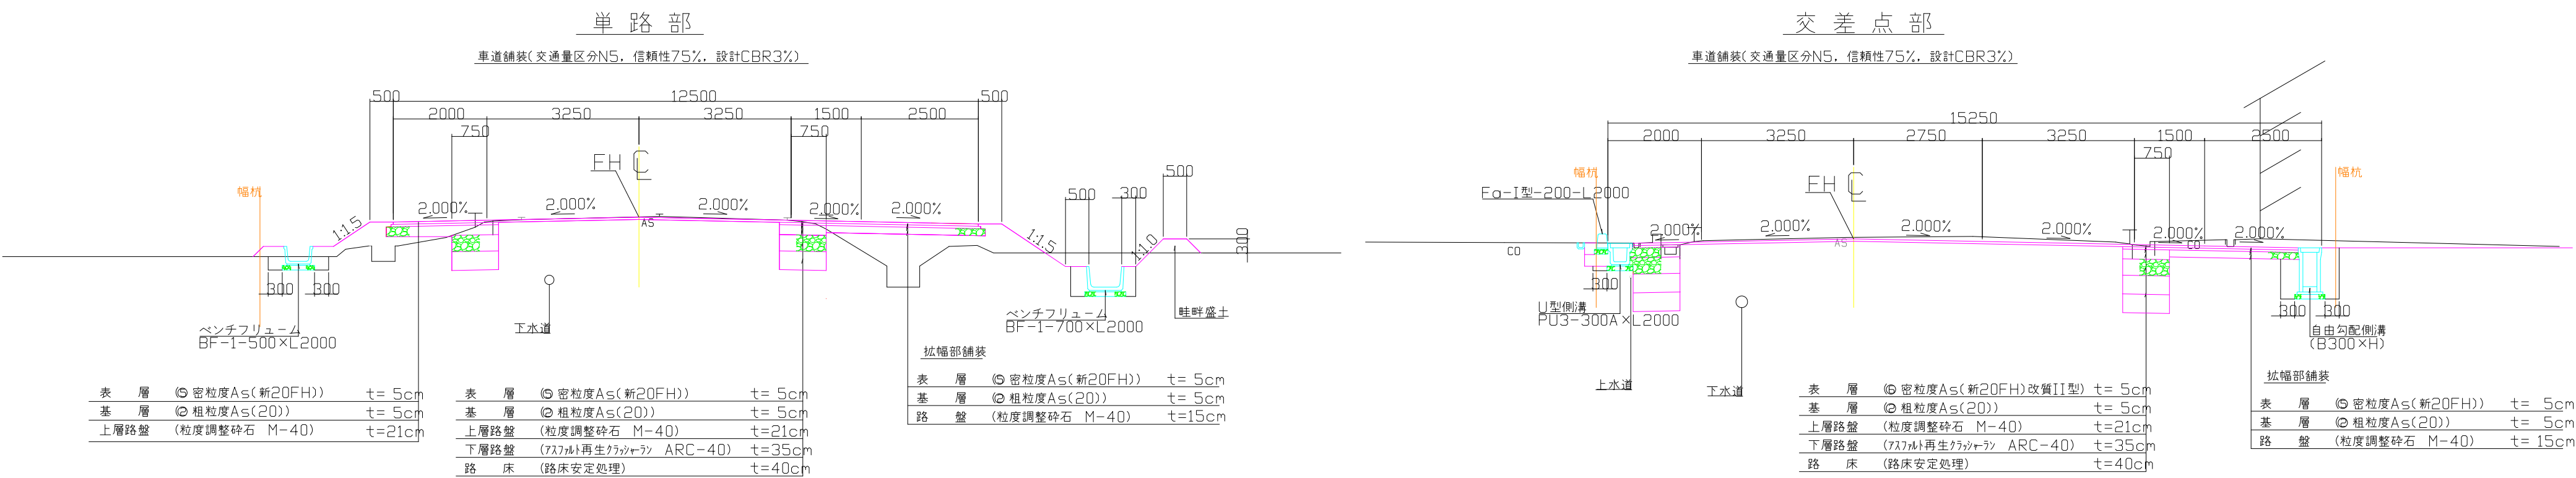 単路部
車道舗装(交通量区分N5, 信頼性75%, 設計CBR3%)
500 12500 500
2000 3250 3250 1500 2500
750 750
FH C
幅杭
1:1.5
2.000% 2.000% 2.000% 2.000% 2.000%
AS
1:1.5
500 300 500
1:1.0
300
300 300
ベンチフリューム
BF-1-500×L2000
下水道
ベンチフリューム
BF-1-700×L2000
畦畔盛土
表 層 (⑤密粒度As(新20FH)) t= 5cm
基 層 (②粗粒度As(20)) t= 5cm
上層路盤 (粒度調整砕石 M-40) t=21cm
表 層 (⑤密粒度As(新20FH)) t= 5cm
基 層 (②粗粒度As(20)) t= 5cm
上層路盤 (粒度調整砕石 M-40) t=21cm
下層路盤 (アスファルト再生クラッシャーラン ARC-40) t=35cm
路 床 (路床安定処理) t=40cm
拡幅部舗装
表 層 (⑤密粒度As(新20FH)) t= 5cm
基 層 (②粗粒度As(20)) t= 5cm
路 盤 (粒度調整砕石 M-40) t=15cm
交差点部
車道舗装(交通量区分N5, 信頼性75%, 設計CBR3%)
15250
2000 3250 2750 3250 1500 2500
750
幅杭
FH C
幅杭
Fa-I型-200-L2000
2.000% 2.000% 2.000% 2.000% 2.000% 2.000%
CO
AS
CO
300
U型側溝
PU3-300A×L2000
300 300
自由勾配側溝
(B300×H)
上水道
下水道
表 層 (⑥密粒度As(新20FH)改質II型) t= 5cm
基 層 (②粗粒度As(20)) t= 5cm
上層路盤 (粒度調整砕石 M-40) t=21cm
下層路盤 (アスファルト再生クラッシャーラン ARC-40) t=35cm
路 床 (路床安定処理) t=40cm
拡幅部舗装
表 層 (⑤密粒度As(新20FH)) t= 5cm
基 層 (②粗粒度As(20)) t= 5cm
路 盤 (粒度調整砕石 M-40) t= 15cm